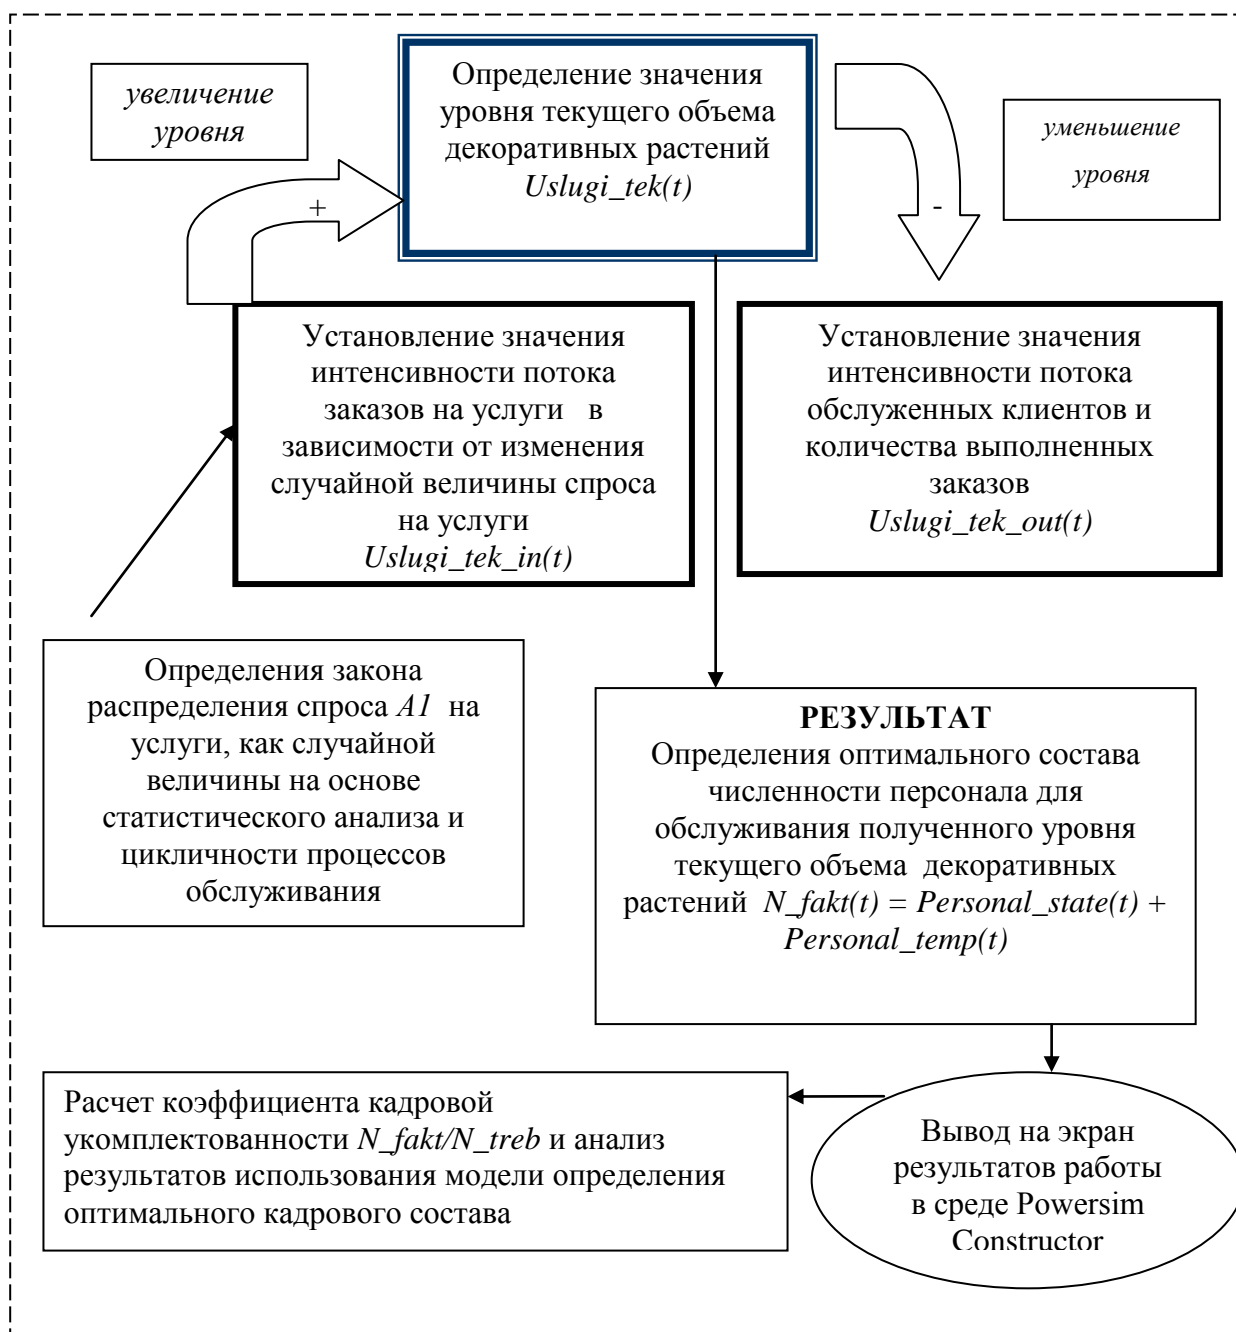 увеличение
уровня
Определение значения
уровня текущего объема
декоративных растений
Uslugi_tek(t)
уменьшение
уровня
+
-
Установление значения
интенсивности потока
заказов на услуги в
зависимости от изменения
случайной величины спроса
на услуги
Uslugi_tek_in(t)
Установление значения
интенсивности потока
обслуженных клиентов и
количества выполненных
заказов
Uslugi_tek_out(t)
Определения закона
распределения спроса A1 на
услуги, как случайной
величины на основе
статистического анализа и
цикличности процессов
обслуживания
РЕЗУЛЬТАТ
Определения оптимального состава
численности персонала для
обслуживания полученного уровня
текущего объема декоративных
растений N_fakt(t) = Personal_state(t) +
Personal_temp(t)
Расчет коэффициента кадровой
укомплектованности N_fakt/N_treb и анализ
результатов использования модели определения
оптимального кадрового состава
Вывод на экран
результатов работы
в среде Powersim
Constructor